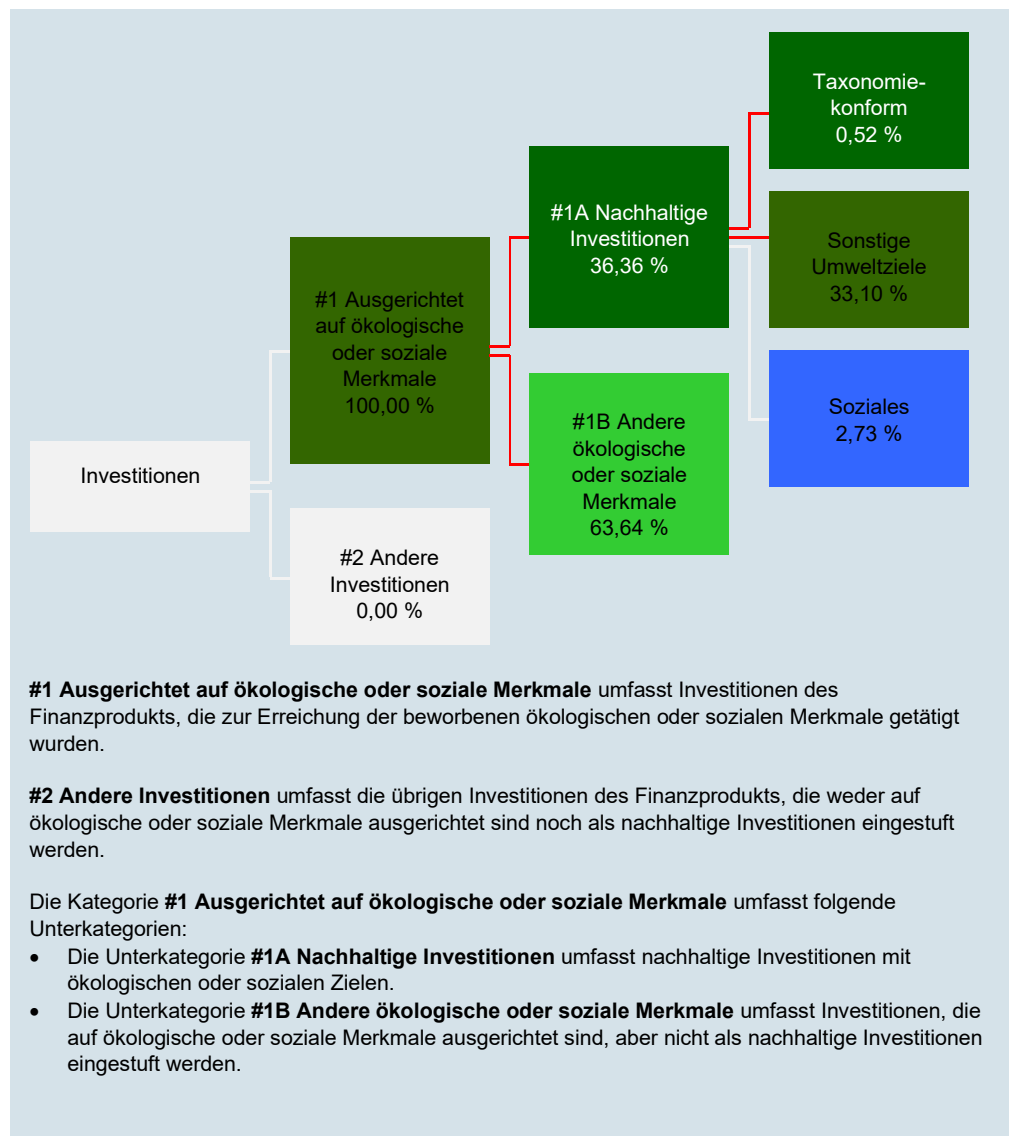 Taxonomie-
konform
0,52 %
#1A Nachhaltige
Investitionen
36,36 %
Sonstige
Umweltziele
33,10 %
#1 Ausgerichtet
auf ökologische
oder soziale
Merkmale
100,00 %
Soziales
2,73 %
#1B Andere
ökologische
oder soziale
Merkmale
63,64 %
Investitionen
#2 Andere
Investitionen
0,00 %
#1 Ausgerichtet auf ökologische oder soziale Merkmale umfasst Investitionen des
Finanzprodukts, die zur Erreichung der beworbenen ökologischen oder sozialen Merkmale getätigt
wurden.
#2 Andere Investitionen umfasst die übrigen Investitionen des Finanzprodukts, die weder auf
ökologische oder soziale Merkmale ausgerichtet sind noch als nachhaltige Investitionen eingestuft
werden.
Die Kategorie #1 Ausgerichtet auf ökologische oder soziale Merkmale umfasst folgende
Unterkategorien:
• Die Unterkategorie #1A Nachhaltige Investitionen umfasst nachhaltige Investitionen mit
ökologischen oder sozialen Zielen.
• Die Unterkategorie #1B Andere ökologische oder soziale Merkmale umfasst Investitionen, die
auf ökologische oder soziale Merkmale ausgerichtet sind, aber nicht als nachhaltige Investitionen
eingestuft werden.